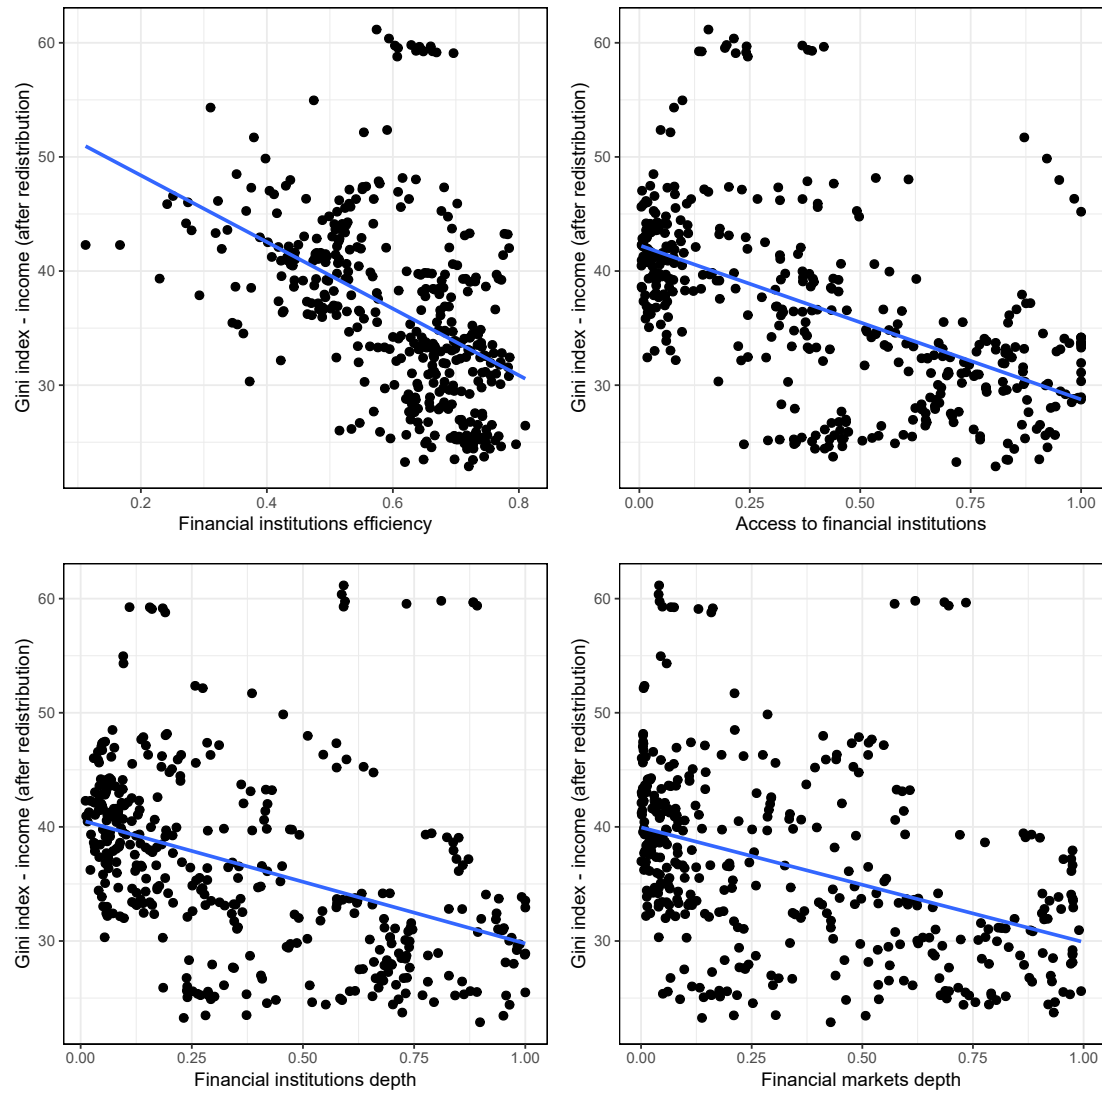 Gini index - income (after redistribution)
60
50
40
30
0.2 0.4 0.6 0.8
Financial institutions efficiency
Gini index - income (after redistribution)
60
50
40
30
0.00 0.25 0.50 0.75 1.00
Access to financial institutions
Gini index - income (after redistribution)
60
50
40
30
0.00 0.25 0.50 0.75 1.00
Financial institutions depth
Gini index - income (after redistribution)
60
50
40
30
0.00 0.25 0.50 0.75 1.00
Financial markets depth